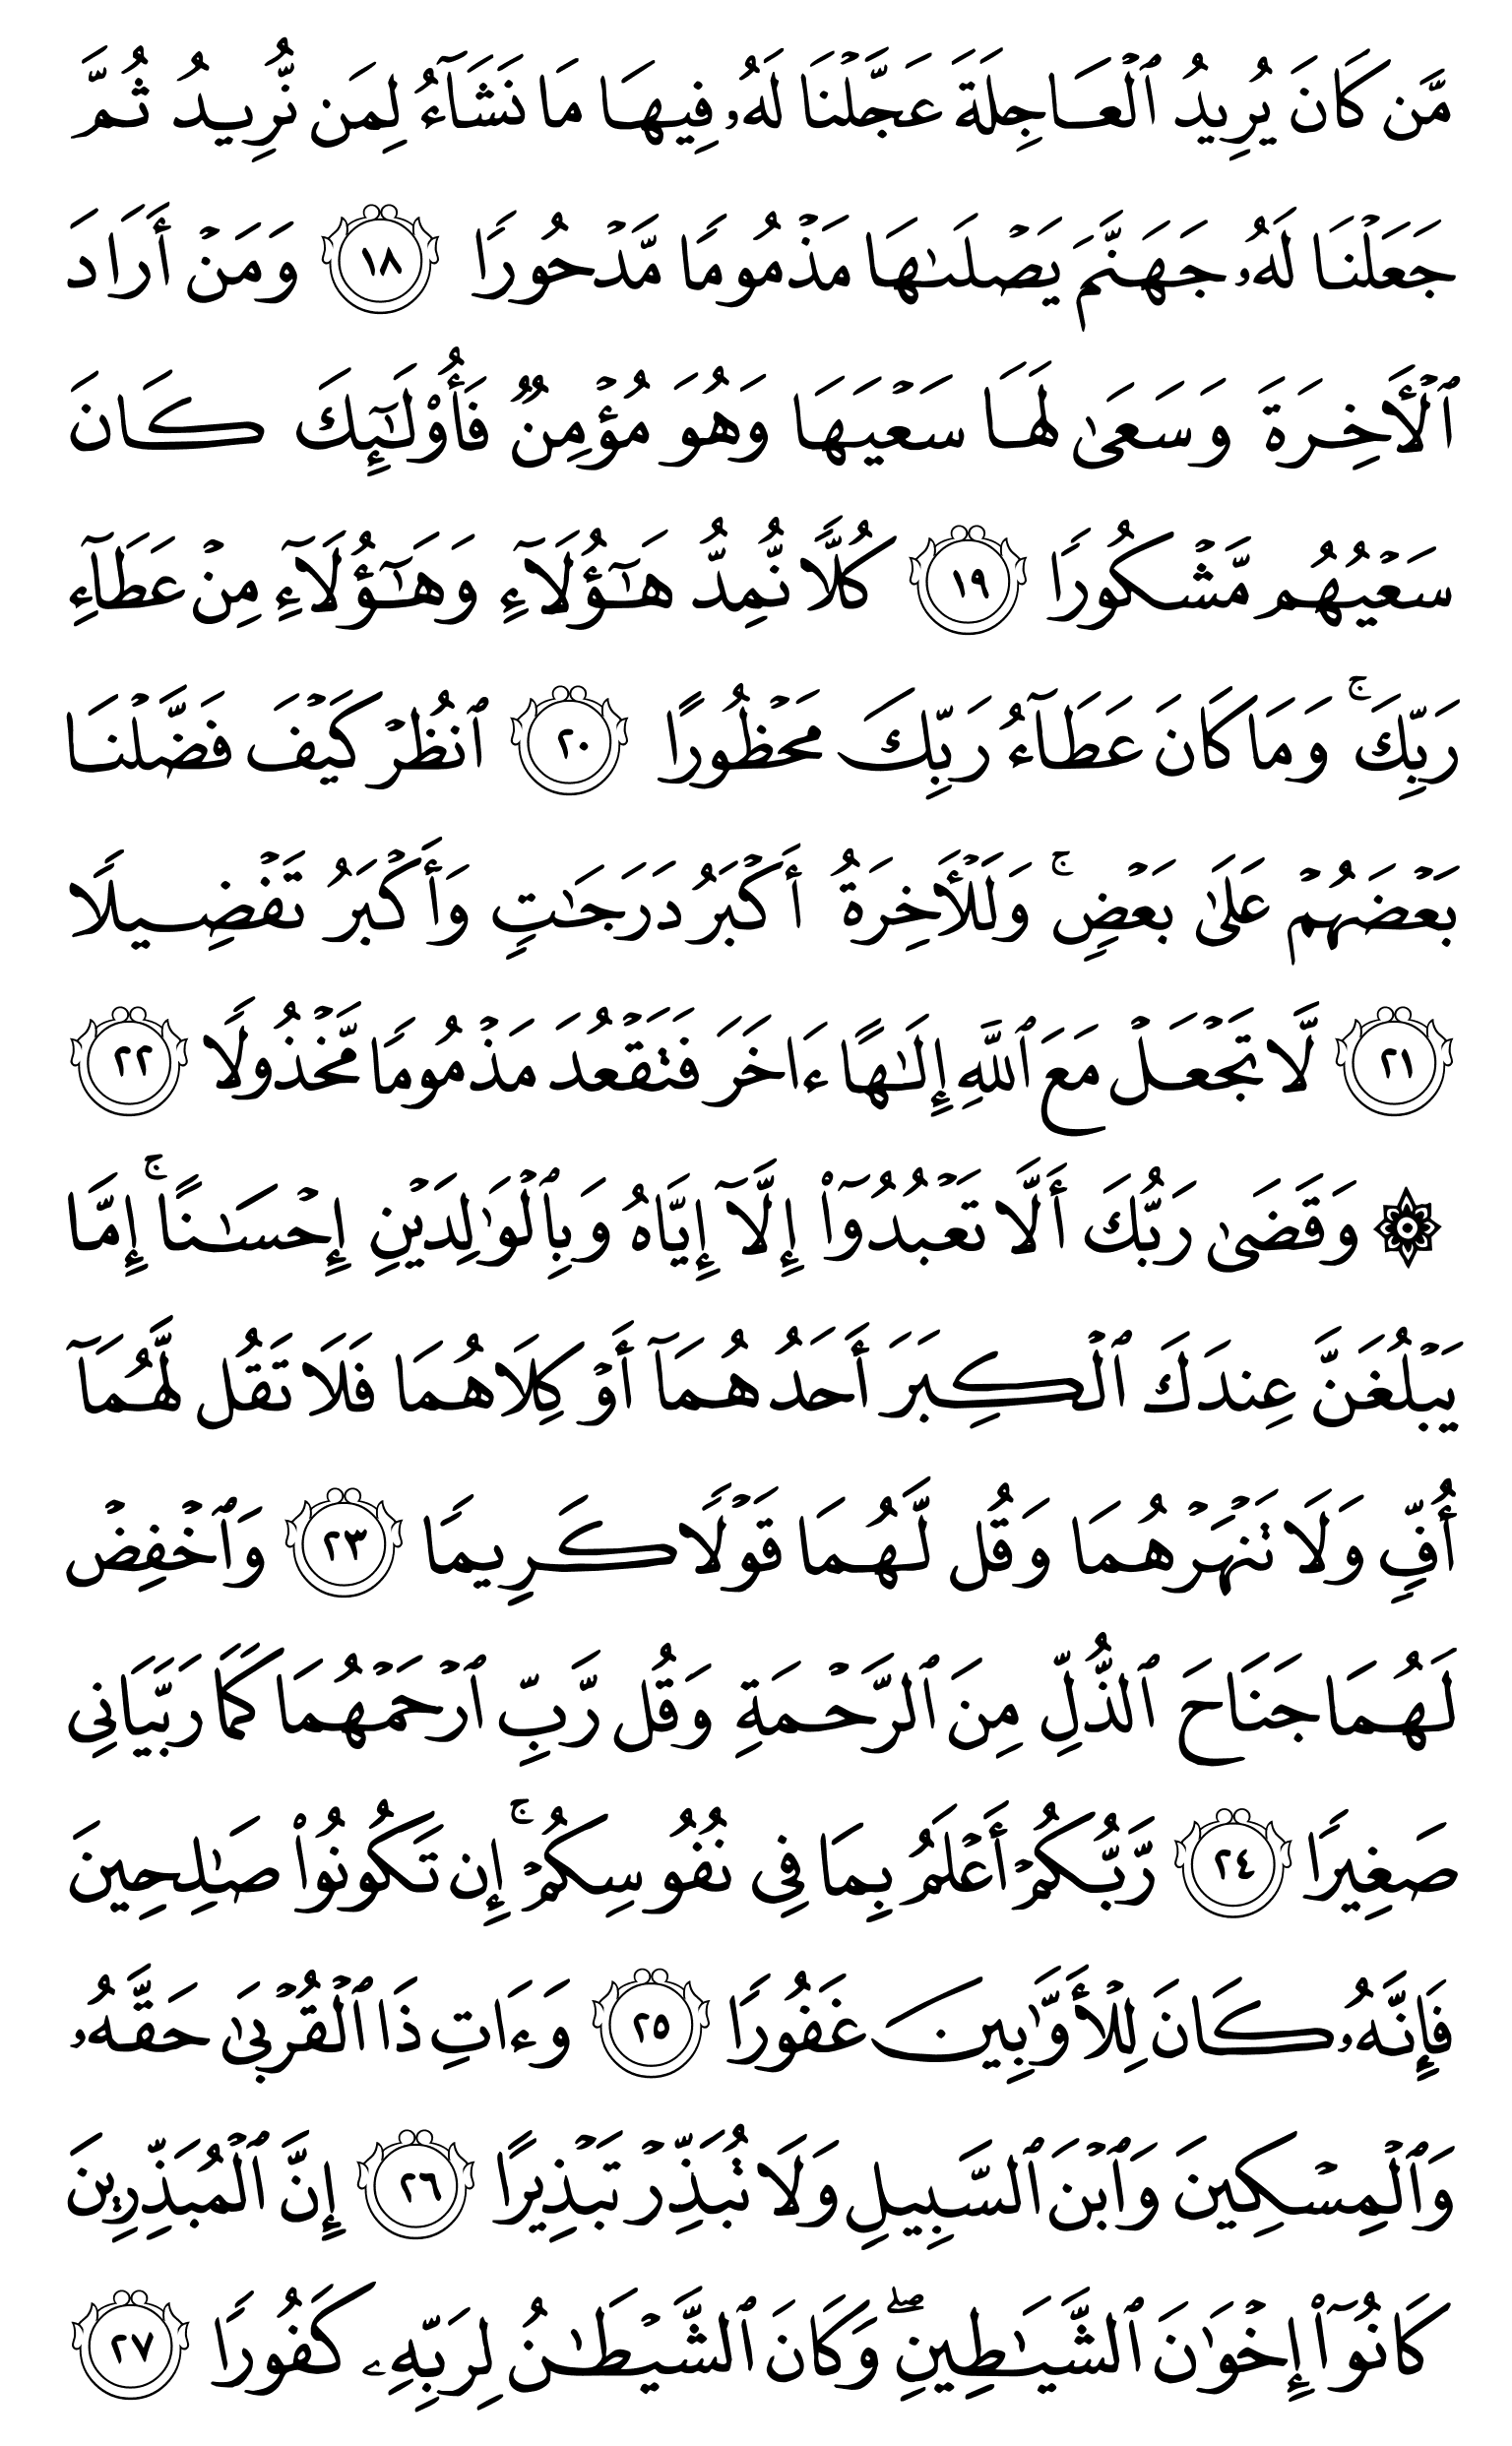 مَّن كَانَ يُرِيدُ ٱلۡعَاجِلَةَ عَجَّلۡنَا لَهُۥ فِيهَا مَا نَشَآءُ لِمَن نُّرِيدُ ثُمَّ
جَعَلۡنَا لَهُۥ جَهَنَّمَ يَصۡلَىٰهَا مَذۡمُومًا مَّدۡحُورًا ١٨ وَمَنۡ أَرَادَ
ٱلۡأَخِرَةَ وَسَعَىٰ لَهَا سَعۡيَهَا وَهُوَ مُؤۡمِنٌ فَأُوْلَٰٓئِكَ كَانَ
سَعۡيُهُم مَّشۡكُورًا ١٩ كُلًّا نُّمِدُّ هَٰٓؤُلَآءِ وَهَٰٓؤُلَآءِ مِنۡ عَطَآءِ
رَبِّكَۚ وَمَا كَانَ عَطَآءُ رَبِّكَ مَحۡظُورًا ٢٠ ٱنظُرۡ كَيۡفَ فَضَّلۡنَا
بَعۡضَهُمۡ عَلَىٰ بَعۡضٍۚ وَلَلۡأَخِرَةُ أَكۡبَرُ دَرَجَٰتٍ وَأَكۡبَرُ تَفۡضِيلًا
٢١ لَّا تَجۡعَلۡ مَعَ ٱللَّهِ إِلَٰهًا ءَاخَرَ فَتَقۡعُدَ مَذۡمُومًا مَّخۡذُولًا ٢٢
۞ وَقَضَىٰ رَبُّكَ أَلَّا تَعۡبُدُوٓاْ إِلَّآ إِيَّاهُ وَبِٱلۡوَٰلِدَيۡنِ إِحۡسَٰنًاۚ إِمَّا
يَبۡلُغَنَّ عِندَكَ ٱلۡكِبَرَ أَحَدُهُمَآ أَوۡ كِلَاهُمَا فَلَا تَقُل لَّهُمَآ
أُفٍّ وَلَا تَنۡهَرۡهُمَا وَقُل لَّهُمَا قَوۡلًا كَرِيمًا ٢٣ وَٱخۡفِضۡ
لَهُمَا جَنَاحَ ٱلذُّلِّ مِنَ ٱلرَّحۡمَةِ وَقُل رَّبِّ ٱرۡحَمۡهُمَا كَمَا رَبَّيَانِي
صَغِيرًا ٢٤ رَّبُّكُمۡ أَعۡلَمُ بِمَا فِي نُفُوسِكُمۡۚ إِن تَكُونُواْ صَٰلِحِينَ
فَإِنَّهُۥ كَانَ لِلۡأَوَّٰبِينَ غَفُورًا ٢٥ وَءَاتِ ذَا ٱلۡقُرۡبَىٰ حَقَّهُۥ
وَٱلۡمِسۡكِينَ وَٱبۡنَ ٱلسَّبِيلِ وَلَا تُبَذِّرۡ تَبۡذِيرًا ٢٦ إِنَّ ٱلۡمُبَذِّرِينَ
كَانُوٓاْ إِخۡوَٰنَ ٱلشَّيَٰطِينِۖ وَكَانَ ٱلشَّيۡطَٰنُ لِرَبِّهِۦ كَفُورًا ٢٧